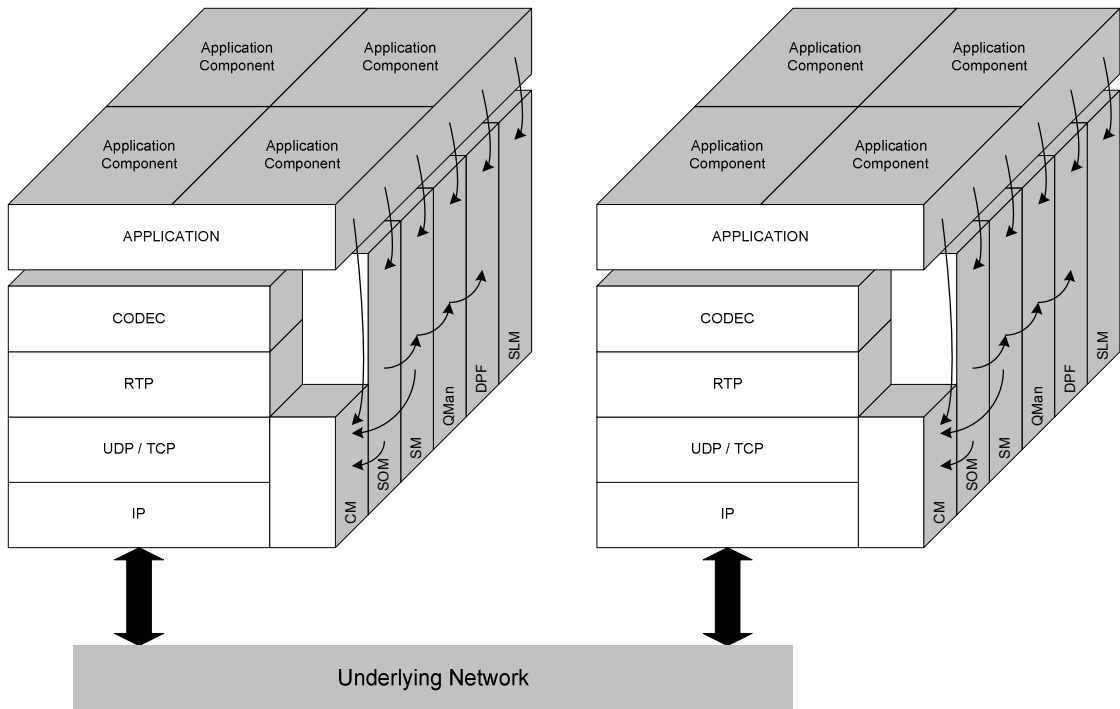 Application
Component
Application
Component
Application
Component
Application
Component
APPLICATION
CODEC
RTP
UDP / TCP
IP
CM
SOM
SM
QMan
DPF
SLM
Application
Component
Application
Component
Application
Component
Application
Component
APPLICATION
CODEC
RTP
UDP / TCP
IP
CM
SOM
SM
QMan
DPF
SLM
Underlying Network